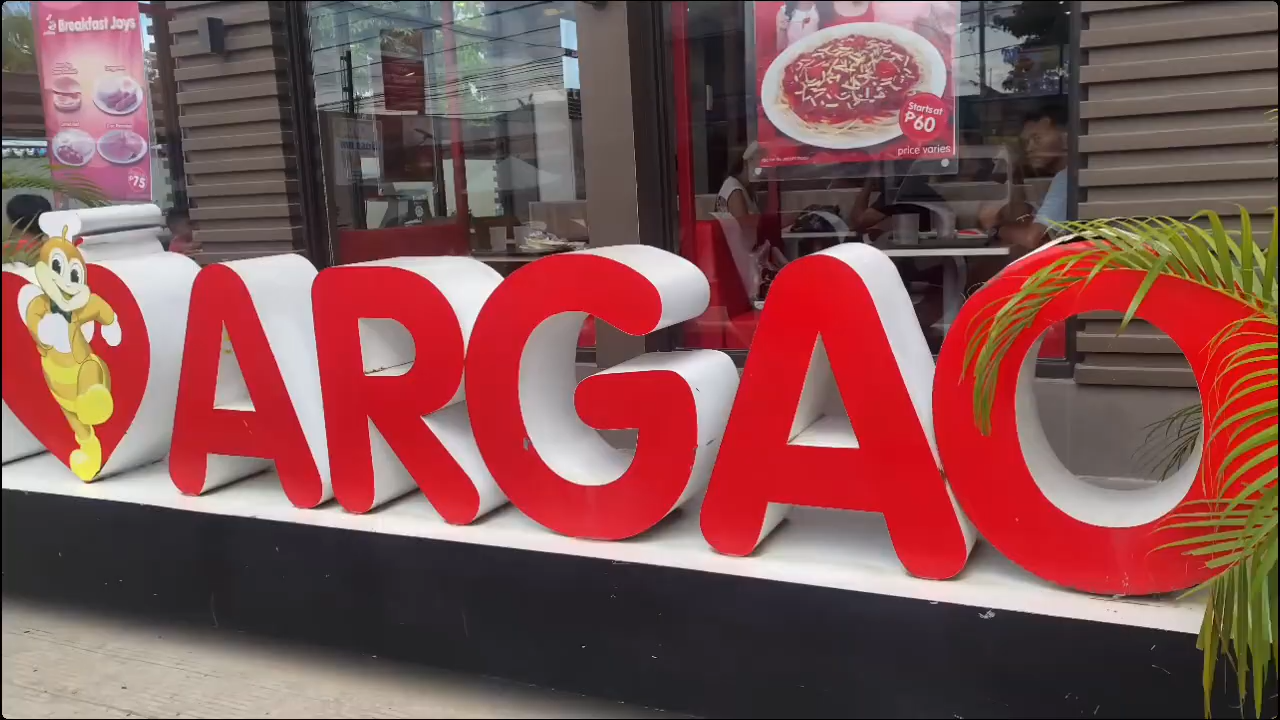 Breakfast Joys
₱75
Starts at
₱60
price varies
ARGAO